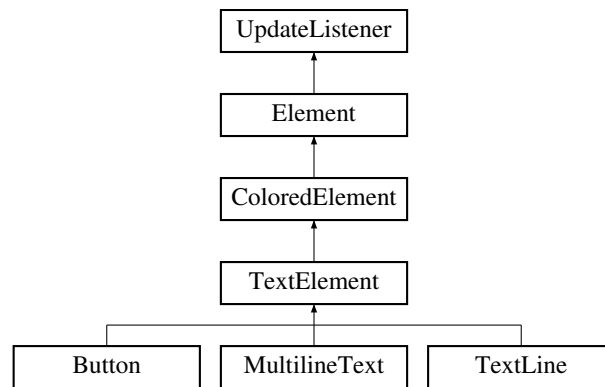 UpdateListener
Element
ColoredElement
TextElement
Button
MultilineText
TextLine